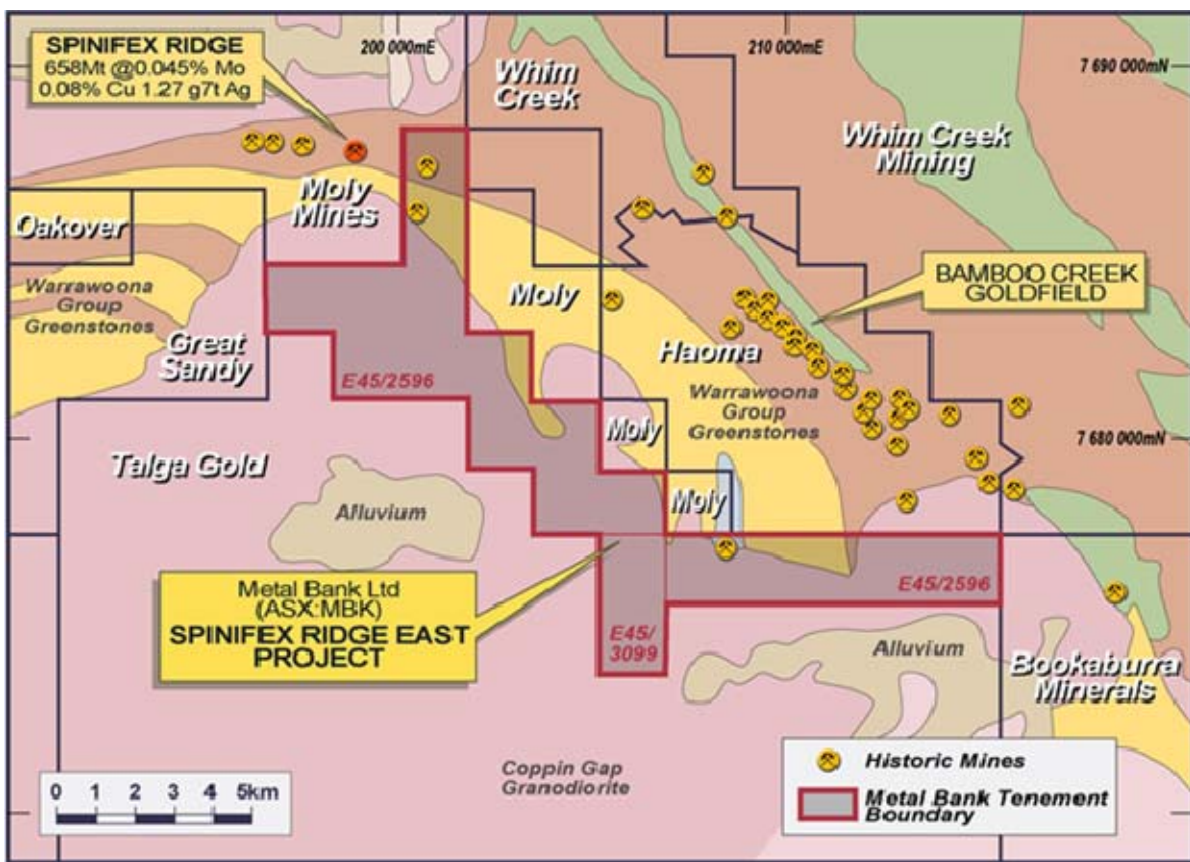 SPINIFEX RIDGE
658Mt @0.045% Mo
0.08% Cu 1.27 g7t Ag
200 000mE
210 000mE
7 690 000mN
Whim
Creek
Whim Creek
Mining
Moly
Mines
Oakover
Warrawoona
Group
Greenstones
Great
Sandy
Moly
BAMBOO CREEK
GOLDFIELD
Haoma
E45/2596
Warrawoona
Group
Greenstones
Moly
7 680 000mN
Talga Gold
Alluvium
Moly
Metal Bank Ltd
(ASX:MBK)
SPINIFEX RIDGE EAST
PROJECT
E45/2596
E45/
3099
Alluvium
Bookaburra
Minerals
Coppin Gap
Granodiorite
Historic Mines
Metal Bank Tenement
Boundary
0 1 2 3 4 5km